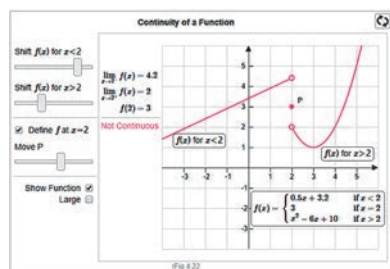 Continuity of a Function
Shift f(x) for x<2
Shift f(x) for x>2
Define f at x=2
Move P
Show Function
Large
lim x→2⁻ f(x) = 4.2
lim x→2⁺ f(x) = 2
f(2) = 3
Not Continuous
f(x) for x<2
P
f(x) for x>2
5
4
3
2
1
-1
-2
-3
-3 -2 -1 1 2 3 4 5
f(x) = { 0.5x + 3.2 if x < 2
3 if x = 2
x² − 6x + 10 if x > 2
(Fig 4.22